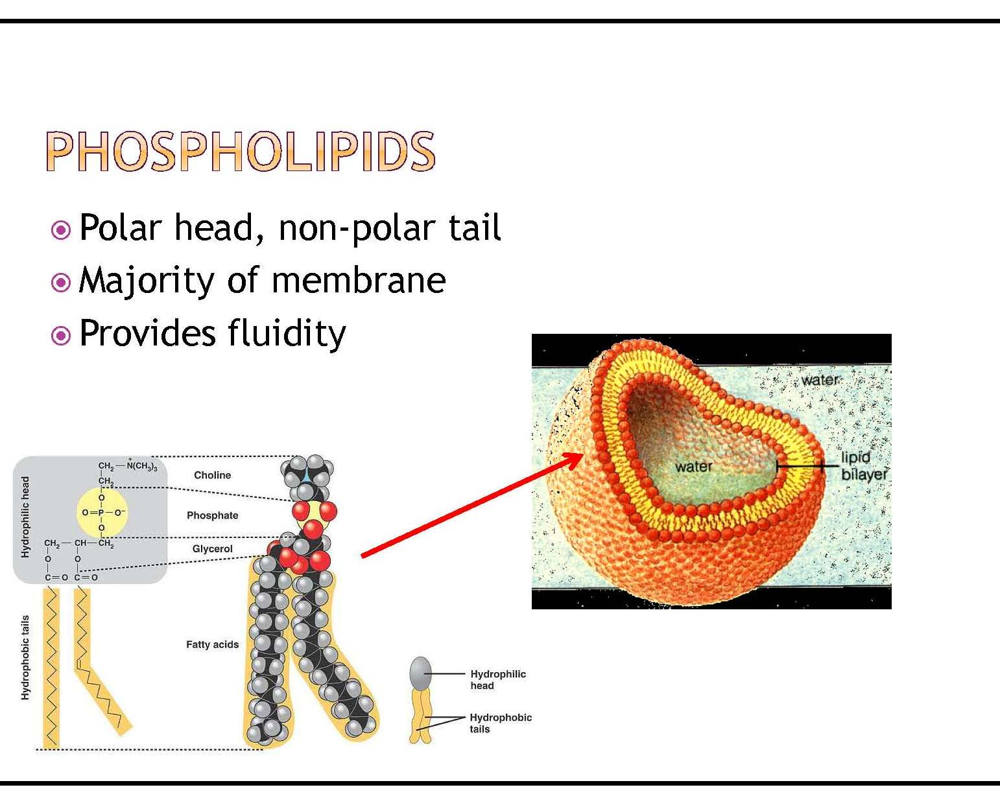 PHOSPHOLIPIDS
Polar head, non-polar tail
Majority of membrane
Provides fluidity
water
water
lipid
bilayer
Hydrophilic head
CH₂ — N(CH₃)₃
+
CH₂
O
O=P—O⁻
O
CH₂ — CH — CH₂
O O
C=O C=O
Hydrophobic tails
Choline
Phosphate
Glycerol
Fatty acids
Hydrophilic
head
Hydrophobic
tails